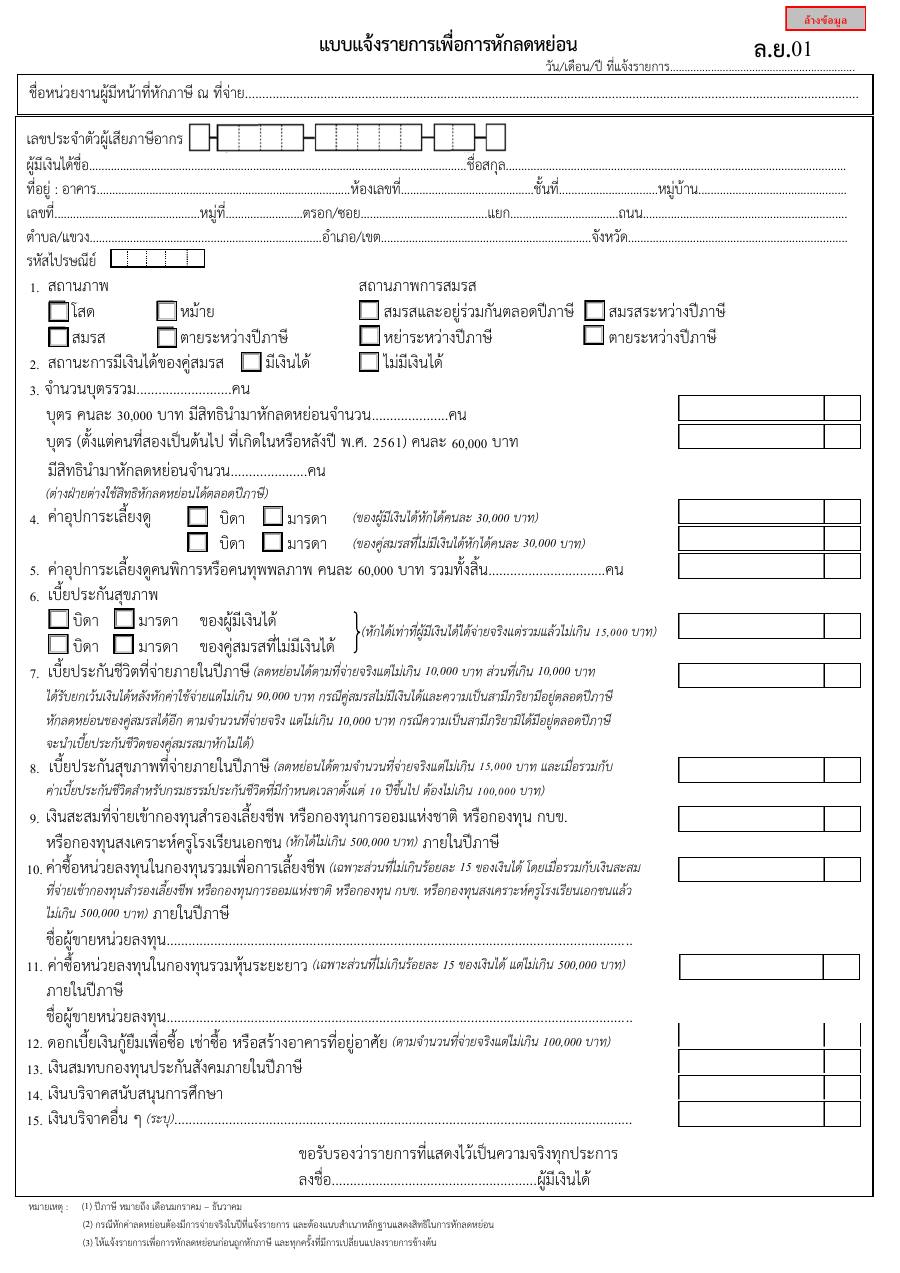 ล้างข้อมูล
แบบแจ้งรายการเพื่อการหักลดหย่อน
ล.ย.01
วัน/เดือน/ปี ที่แจ้งรายการ
ชื่อหน่วยงานผู้มีหน้าที่หักภาษี ณ ที่จ่าย
เลขประจำตัวผู้เสียภาษีอากร
ผู้มีเงินได้ชื่อ ชื่อสกุล
ที่อยู่ : อาคาร ห้องเลขที่ ชั้นที่ หมู่บ้าน
เลขที่ หมู่ที่ ตรอก/ซอย แยก ถนน
ตำบล/แขวง อำเภอ/เขต จังหวัด
รหัสไปรษณีย์
1. สถานภาพ สถานภาพการสมรส
โสด หม้าย สมรสและอยู่ร่วมกันตลอดปีภาษี สมรสระหว่างปีภาษี
สมรส ตายระหว่างปีภาษี หย่าระหว่างปีภาษี ตายระหว่างปีภาษี
2. สถานะการมีเงินได้ของคู่สมรส มีเงินได้ ไม่มีเงินได้
3. จำนวนบุตรรวม.........................คน
บุตร คนละ 30,000 บาท มีสิทธินำมาหักลดหย่อนจำนวน....................คน
บุตร (ตั้งแต่คนที่สองเป็นต้นไป ที่เกิดในหรือหลังปี พ.ศ. 2561) คนละ 60,000 บาท
มีสิทธินำมาหักลดหย่อนจำนวน....................คน
(ต่างฝ่ายต่างใช้สิทธิหักลดหย่อนได้ตลอดปีภาษี)
4. ค่าอุปการะเลี้ยงดู บิดา มารดา (ของผู้มีเงินได้หักได้คนละ 30,000 บาท)
บิดา มารดา (ของคู่สมรสที่ไม่มีเงินได้หักได้คนละ 30,000 บาท)
5. ค่าอุปการะเลี้ยงดูคนพิการหรือคนทุพพลภาพ คนละ 60,000 บาท รวมทั้งสิ้น..............................คน
6. เบี้ยประกันสุขภาพ
บิดา มารดา ของผู้มีเงินได้
(หักได้เท่าที่ผู้มีเงินได้ได้จ่ายจริงแต่รวมแล้วไม่เกิน 15,000 บาท)
บิดา มารดา ของคู่สมรสที่ไม่มีเงินได้
7. เบี้ยประกันชีวิตที่จ่ายภายในปีภาษี (ลดหย่อนได้ตามที่จ่ายจริงแต่ไม่เกิน 10,000 บาท ส่วนที่เกิน 10,000 บาท
ได้รับยกเว้นเงินได้หลังหักค่าใช้จ่ายแต่ไม่เกิน 90,000 บาท กรณีคู่สมรสไม่มีเงินได้และความเป็นสามีภริยามีอยู่ตลอดปีภาษี
หักลดหย่อนของคู่สมรสได้อีก ตามจำนวนที่จ่ายจริง แต่ไม่เกิน 10,000 บาท กรณีความเป็นสามีภริยามิได้มีอยู่ตลอดปีภาษี
จะนำเบี้ยประกันชีวิตของคู่สมรสมาหักไม่ได้)
8. เบี้ยประกันสุขภาพที่จ่ายภายในปีภาษี (ลดหย่อนได้ตามจำนวนที่จ่ายจริงแต่ไม่เกิน 15,000 บาท และเมื่อรวมกับ
ค่าเบี้ยประกันชีวิตสำหรับกรมธรรม์ประกันชีวิตที่มีกำหนดเวลาตั้งแต่ 10 ปีขึ้นไป ต้องไม่เกิน 100,000 บาท)
9. เงินสะสมที่จ่ายเข้ากองทุนสำรองเลี้ยงชีพ หรือกองทุนการออมแห่งชาติ หรือกองทุน กบข.
หรือกองทุนสงเคราะห์ครูโรงเรียนเอกชน (หักได้ไม่เกิน 500,000 บาท) ภายในปีภาษี
10. ค่าซื้อหน่วยลงทุนในกองทุนรวมเพื่อการเลี้ยงชีพ (เฉพาะส่วนที่ไม่เกินร้อยละ 15 ของเงินได้ โดยเมื่อรวมกับเงินสะสม
ที่จ่ายเข้ากองทุนสำรองเลี้ยงชีพ หรือกองทุนการออมแห่งชาติ หรือกองทุน กบข. หรือกองทุนสงเคราะห์ครูโรงเรียนเอกชนแล้ว
ไม่เกิน 500,000 บาท) ภายในปีภาษี
ชื่อผู้ขายหน่วยลงทุน
11. ค่าซื้อหน่วยลงทุนในกองทุนรวมหุ้นระยะยาว (เฉพาะส่วนที่ไม่เกินร้อยละ 15 ของเงินได้ แต่ไม่เกิน 500,000 บาท)
ภายในปีภาษี
ชื่อผู้ขายหน่วยลงทุน
12. ดอกเบี้ยเงินกู้ยืมเพื่อซื้อ เช่าซื้อ หรือสร้างอาคารที่อยู่อาศัย (ตามจำนวนที่จ่ายจริงแต่ไม่เกิน 100,000 บาท)
13. เงินสมทบกองทุนประกันสังคมภายในปีภาษี
14. เงินบริจาคสนับสนุนการศึกษา
15. เงินบริจาคอื่น ๆ (ระบุ)
ขอรับรองว่ารายการที่แสดงไว้เป็นความจริงทุกประการ
ลงชื่อ..................................................ผู้มีเงินได้
หมายเหตุ : (1) ปีภาษี หมายถึง เดือนมกราคม – ธันวาคม
(2) กรณีหักค่าลดหย่อนต้องมีการจ่ายจริงในปีที่แจ้งรายการ และต้องแนบสำเนาหลักฐานแสดงสิทธิในการหักลดหย่อน
(3) ให้แจ้งรายการเพื่อการหักลดหย่อนก่อนถูกหักภาษี และทุกครั้งที่มีการเปลี่ยนแปลงรายการข้างต้น